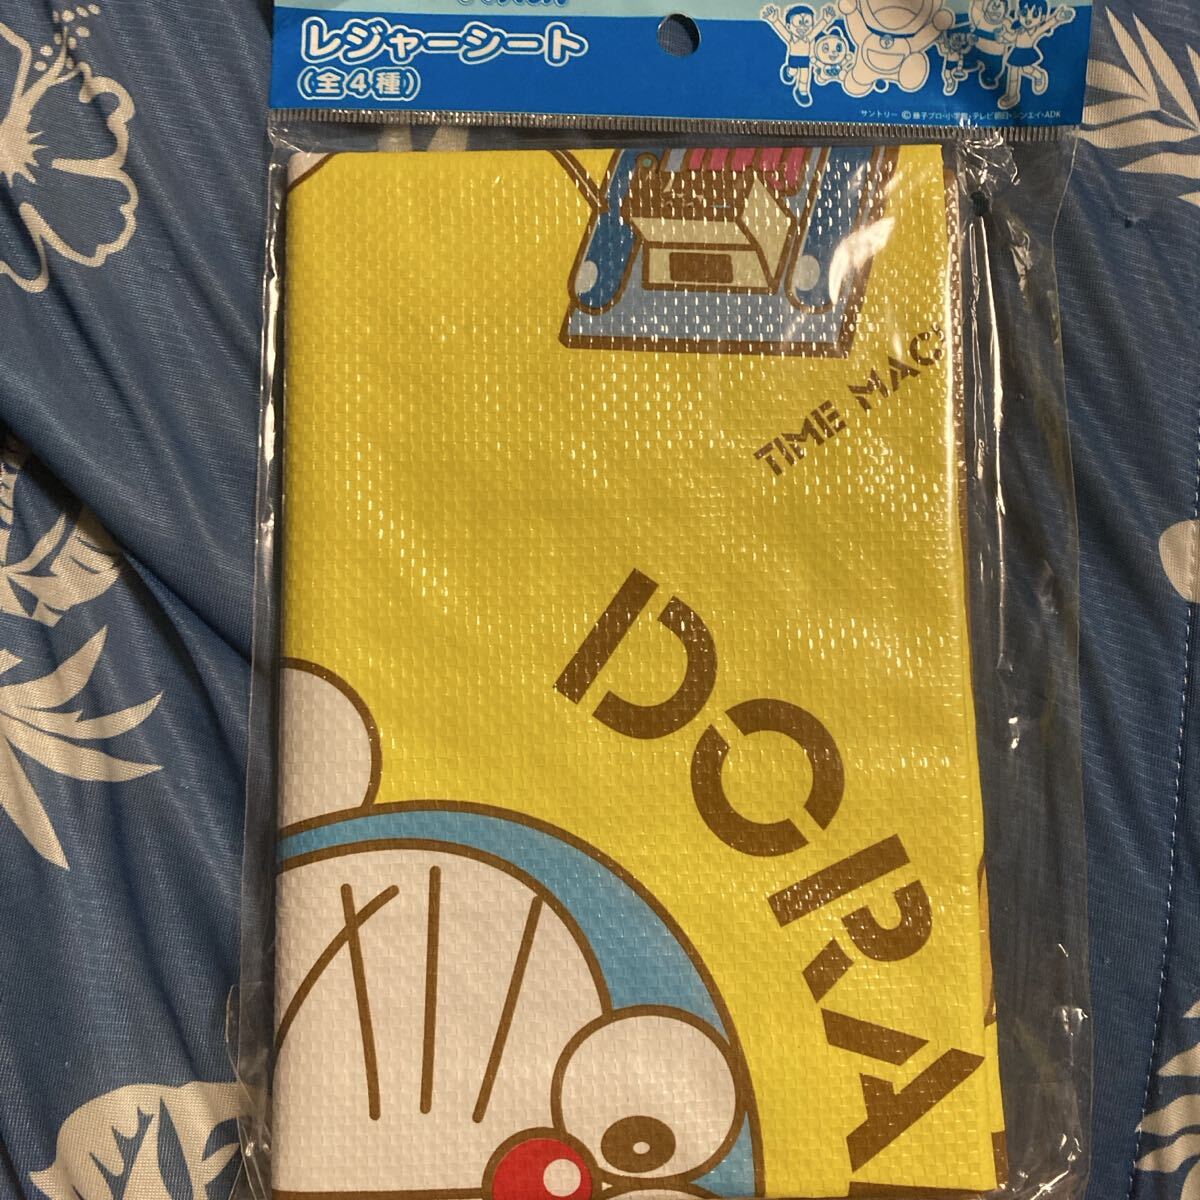 レジャーシート
(全4種)
サントリー ©藤子プロ・小学館・テレビ朝日・シンエイ・ADK
TIME MAC
DORA